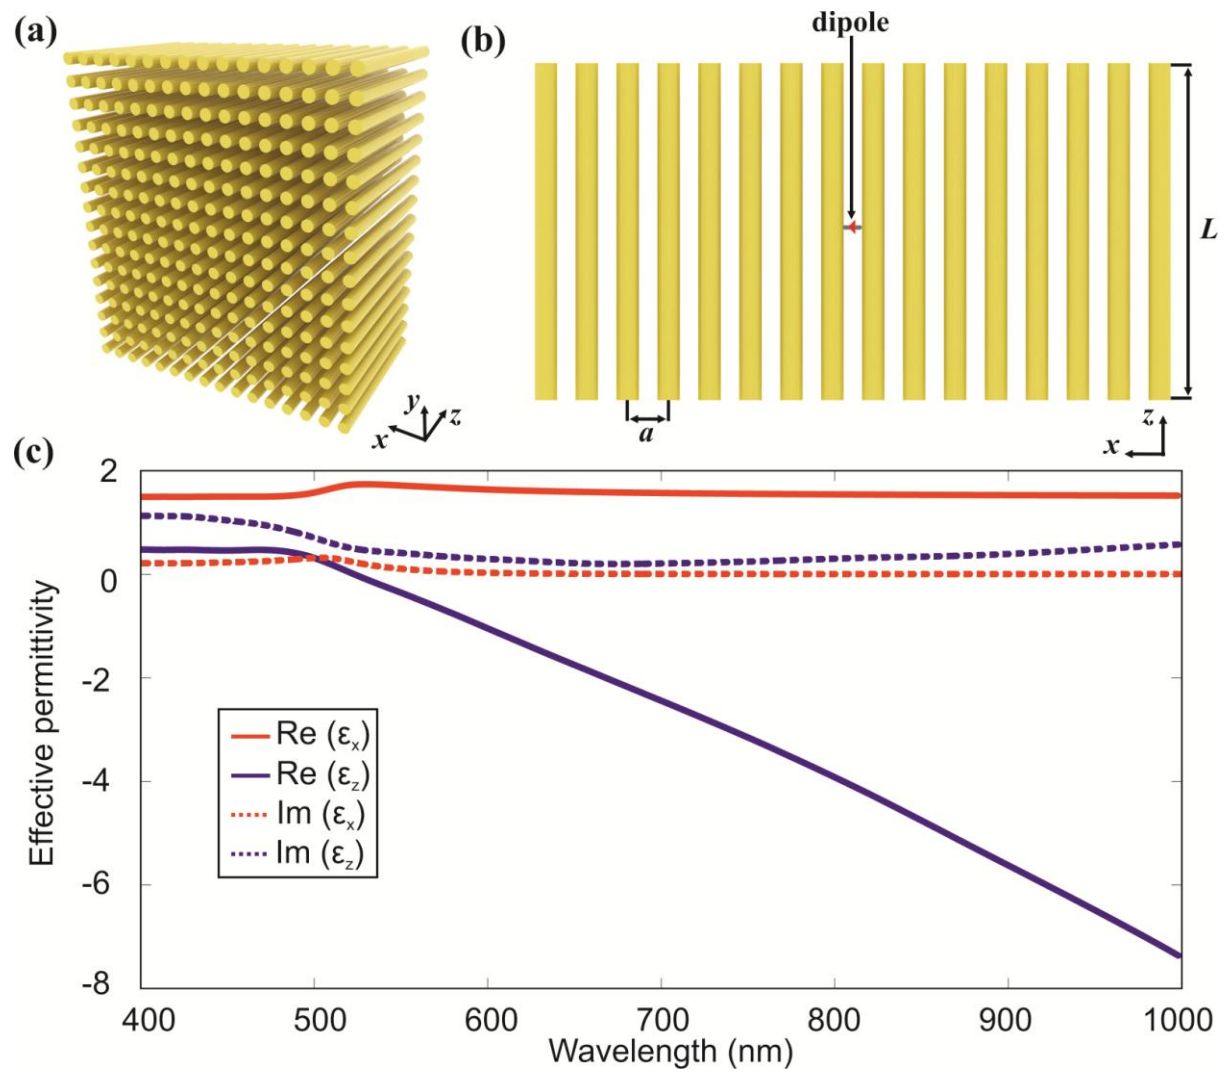 (a)
(b)
dipole
L
a
y
z
x
z
x
(c)
2
0
-2
-4
-6
-8
Effective permittivity
Re (εx)
Re (εz)
Im (εx)
Im (εz)
400 500 600 700 800 900 1000
Wavelength (nm)